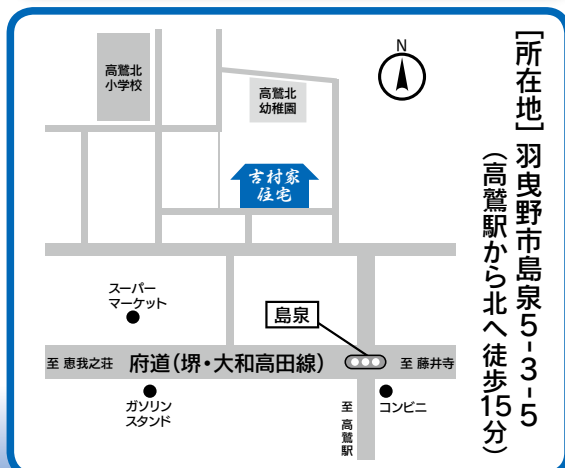 [所在地] 羽曳野市島泉5-3-5
(高鷲駅から北へ徒歩15分)
N
高鷲北
小学校
高鷲北
幼稚園
吉村家
住宅
スーパー
マーケット
島泉
至 恵我之荘
府道(堺・大和高田線)
至 藤井寺
ガソリン
スタンド
至 高鷲駅
コンビニ